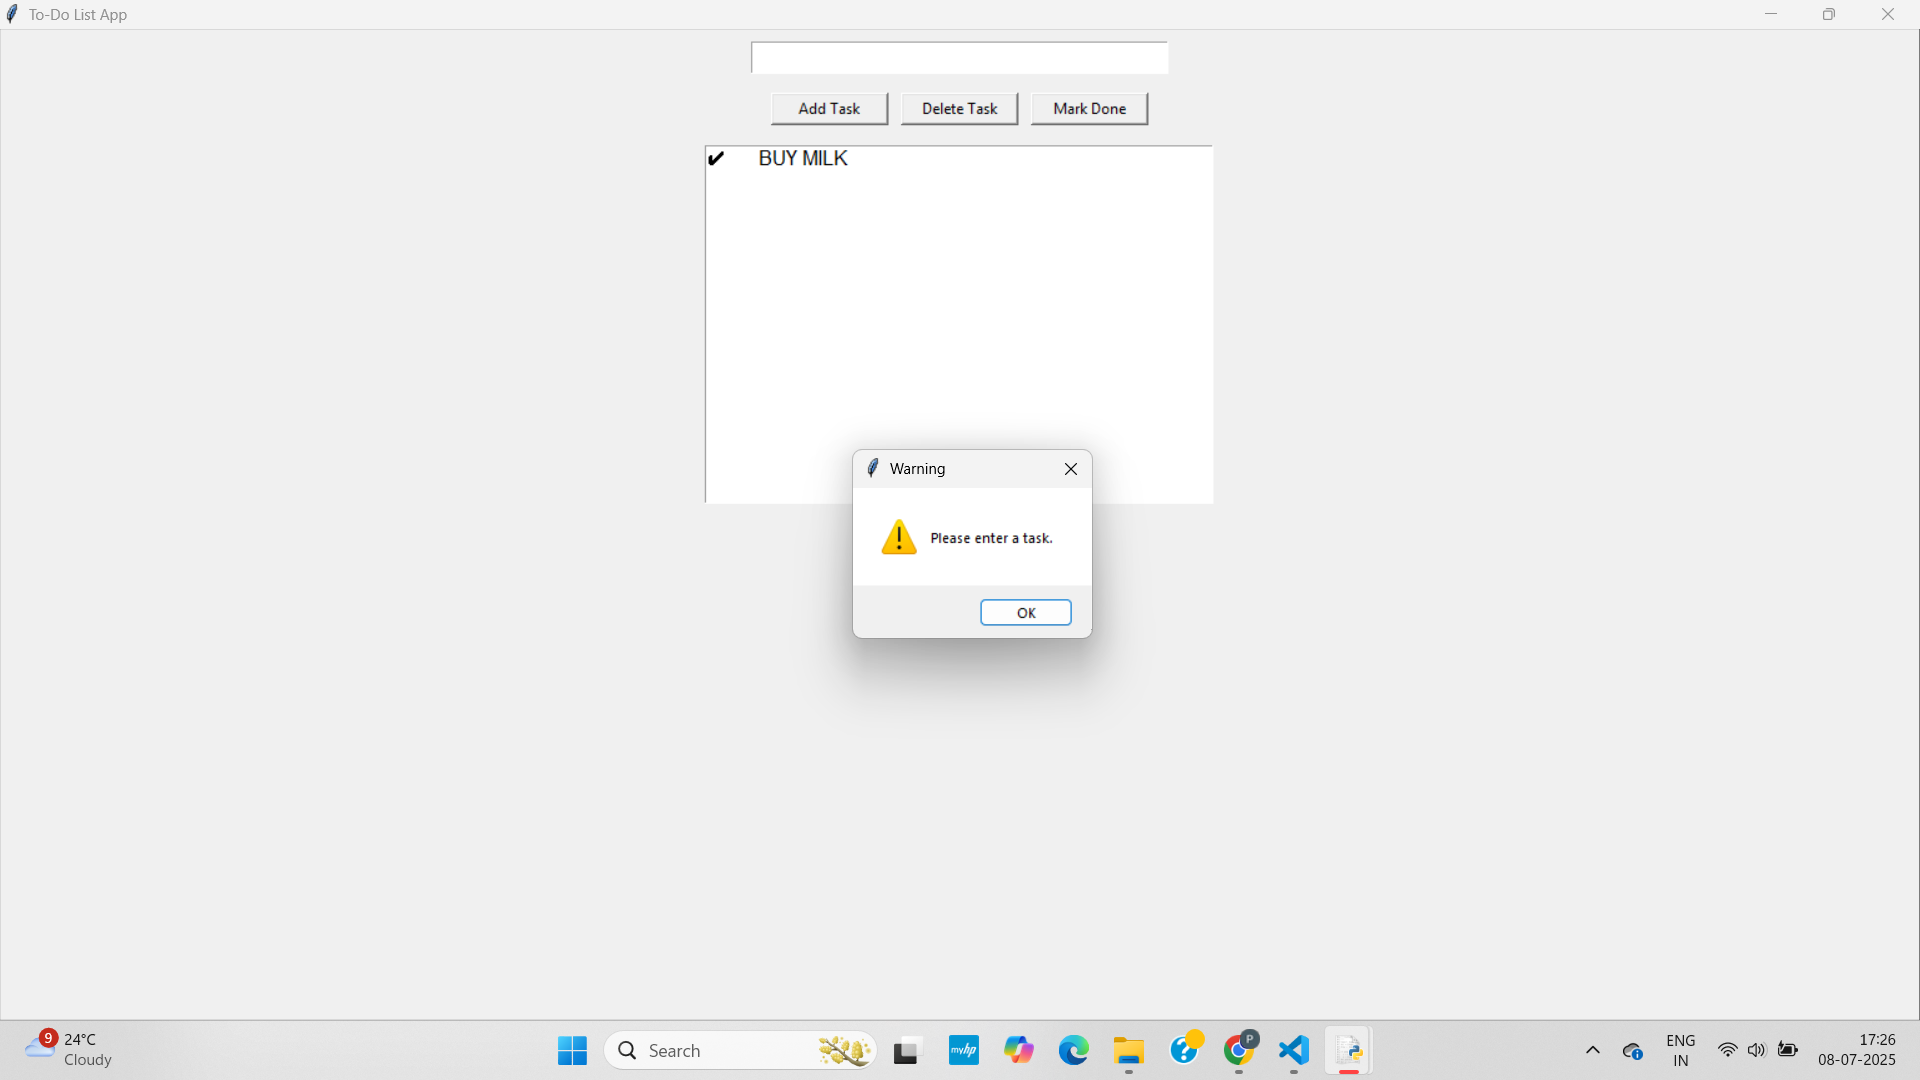 To-Do List App
Add Task Delete Task Mark Done
✔ BUY MILK
Warning
Please enter a task.
OK
9
24°C
Cloudy
Search
myhp
P
ENG
IN
17:26
08-07-2025